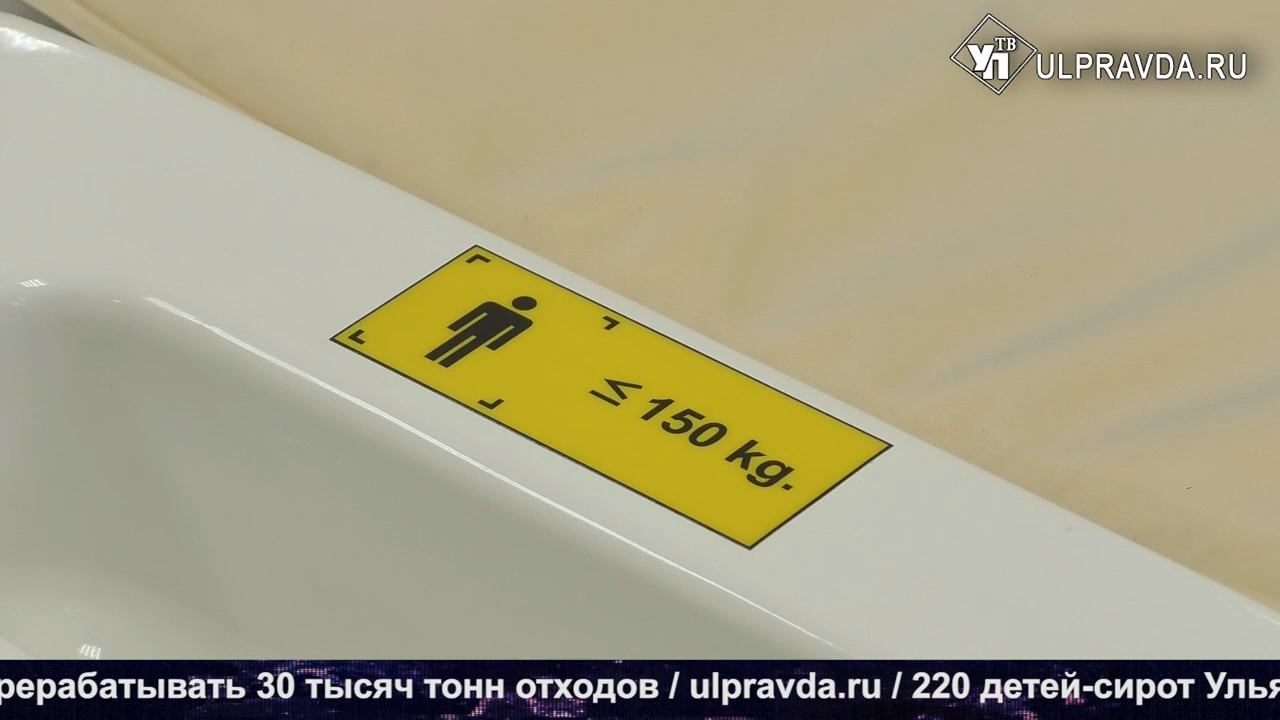 ТВ
УП ULPRAVDA.RU
≤ 150 kg.
рерабатывать 30 тысяч тонн отходов / ulpravda.ru / 220 детей-сирот Улья